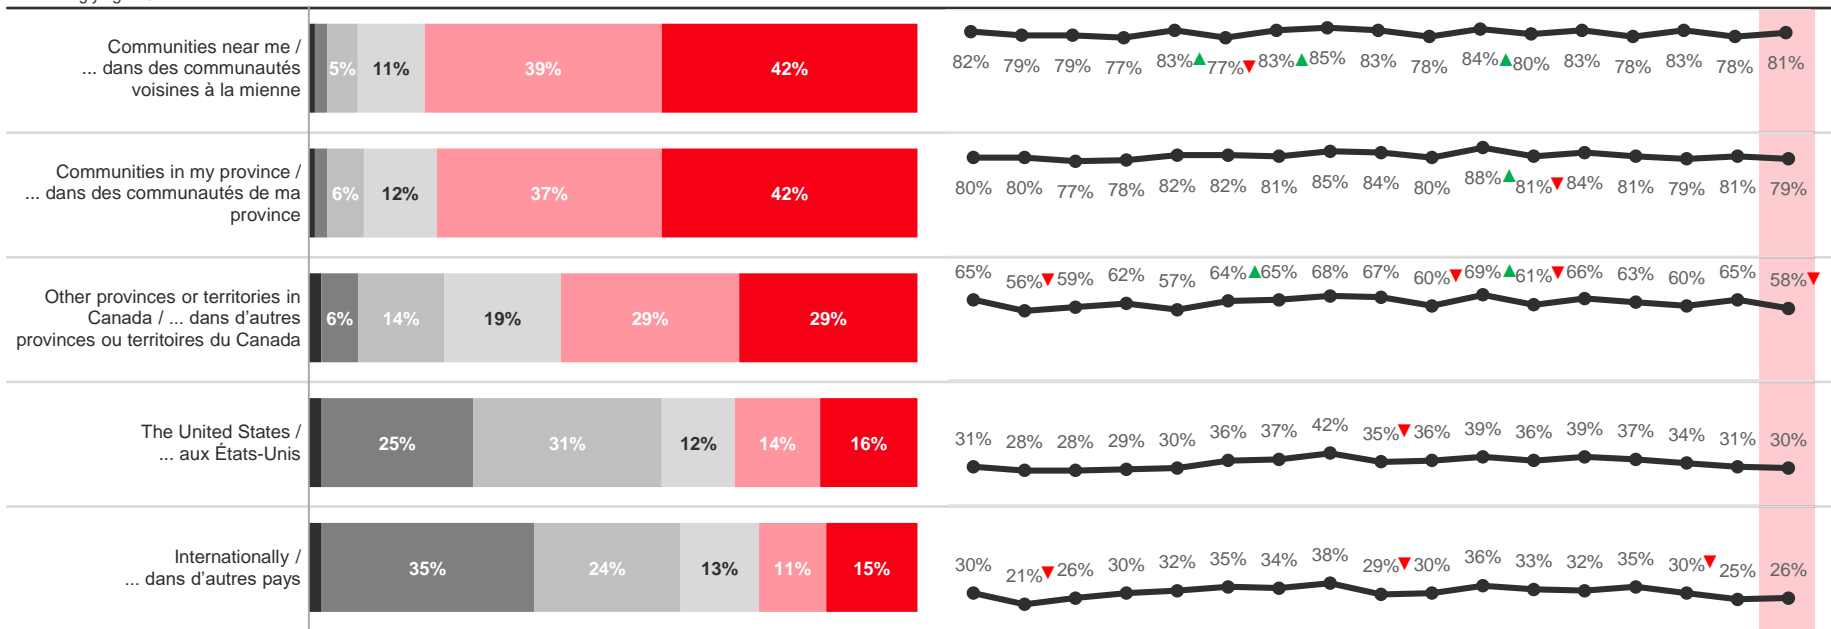 Communities near me /
... dans des communautés
voisines à la mienne
5% 11% 39% 42%
82% 79% 79% 77% 83% 77% 83% 85% 83% 78% 84% 80% 83% 78% 83% 78% 81%
Communities in my province /
... dans des communautés de ma
province
6% 12% 37% 42%
80% 80% 77% 78% 82% 82% 81% 85% 84% 80% 88% 81% 84% 81% 79% 81% 79%
Other provinces or territories in
Canada / ... dans d'autres
provinces ou territoires du Canada
6% 14% 19% 29% 29%
65% 56% 59% 62% 57% 64% 65% 68% 67% 60% 69% 61% 66% 63% 60% 65% 58%
The United States /
... aux États-Unis
25% 31% 12% 14% 16%
31% 28% 28% 29% 30% 36% 37% 42% 35% 36% 39% 36% 39% 37% 34% 31% 30%
Internationally /
... dans d'autres pays
35% 24% 13% 11% 15%
30% 21% 26% 30% 32% 35% 34% 38% 29% 30% 36% 33% 32% 35% 30% 25% 26%